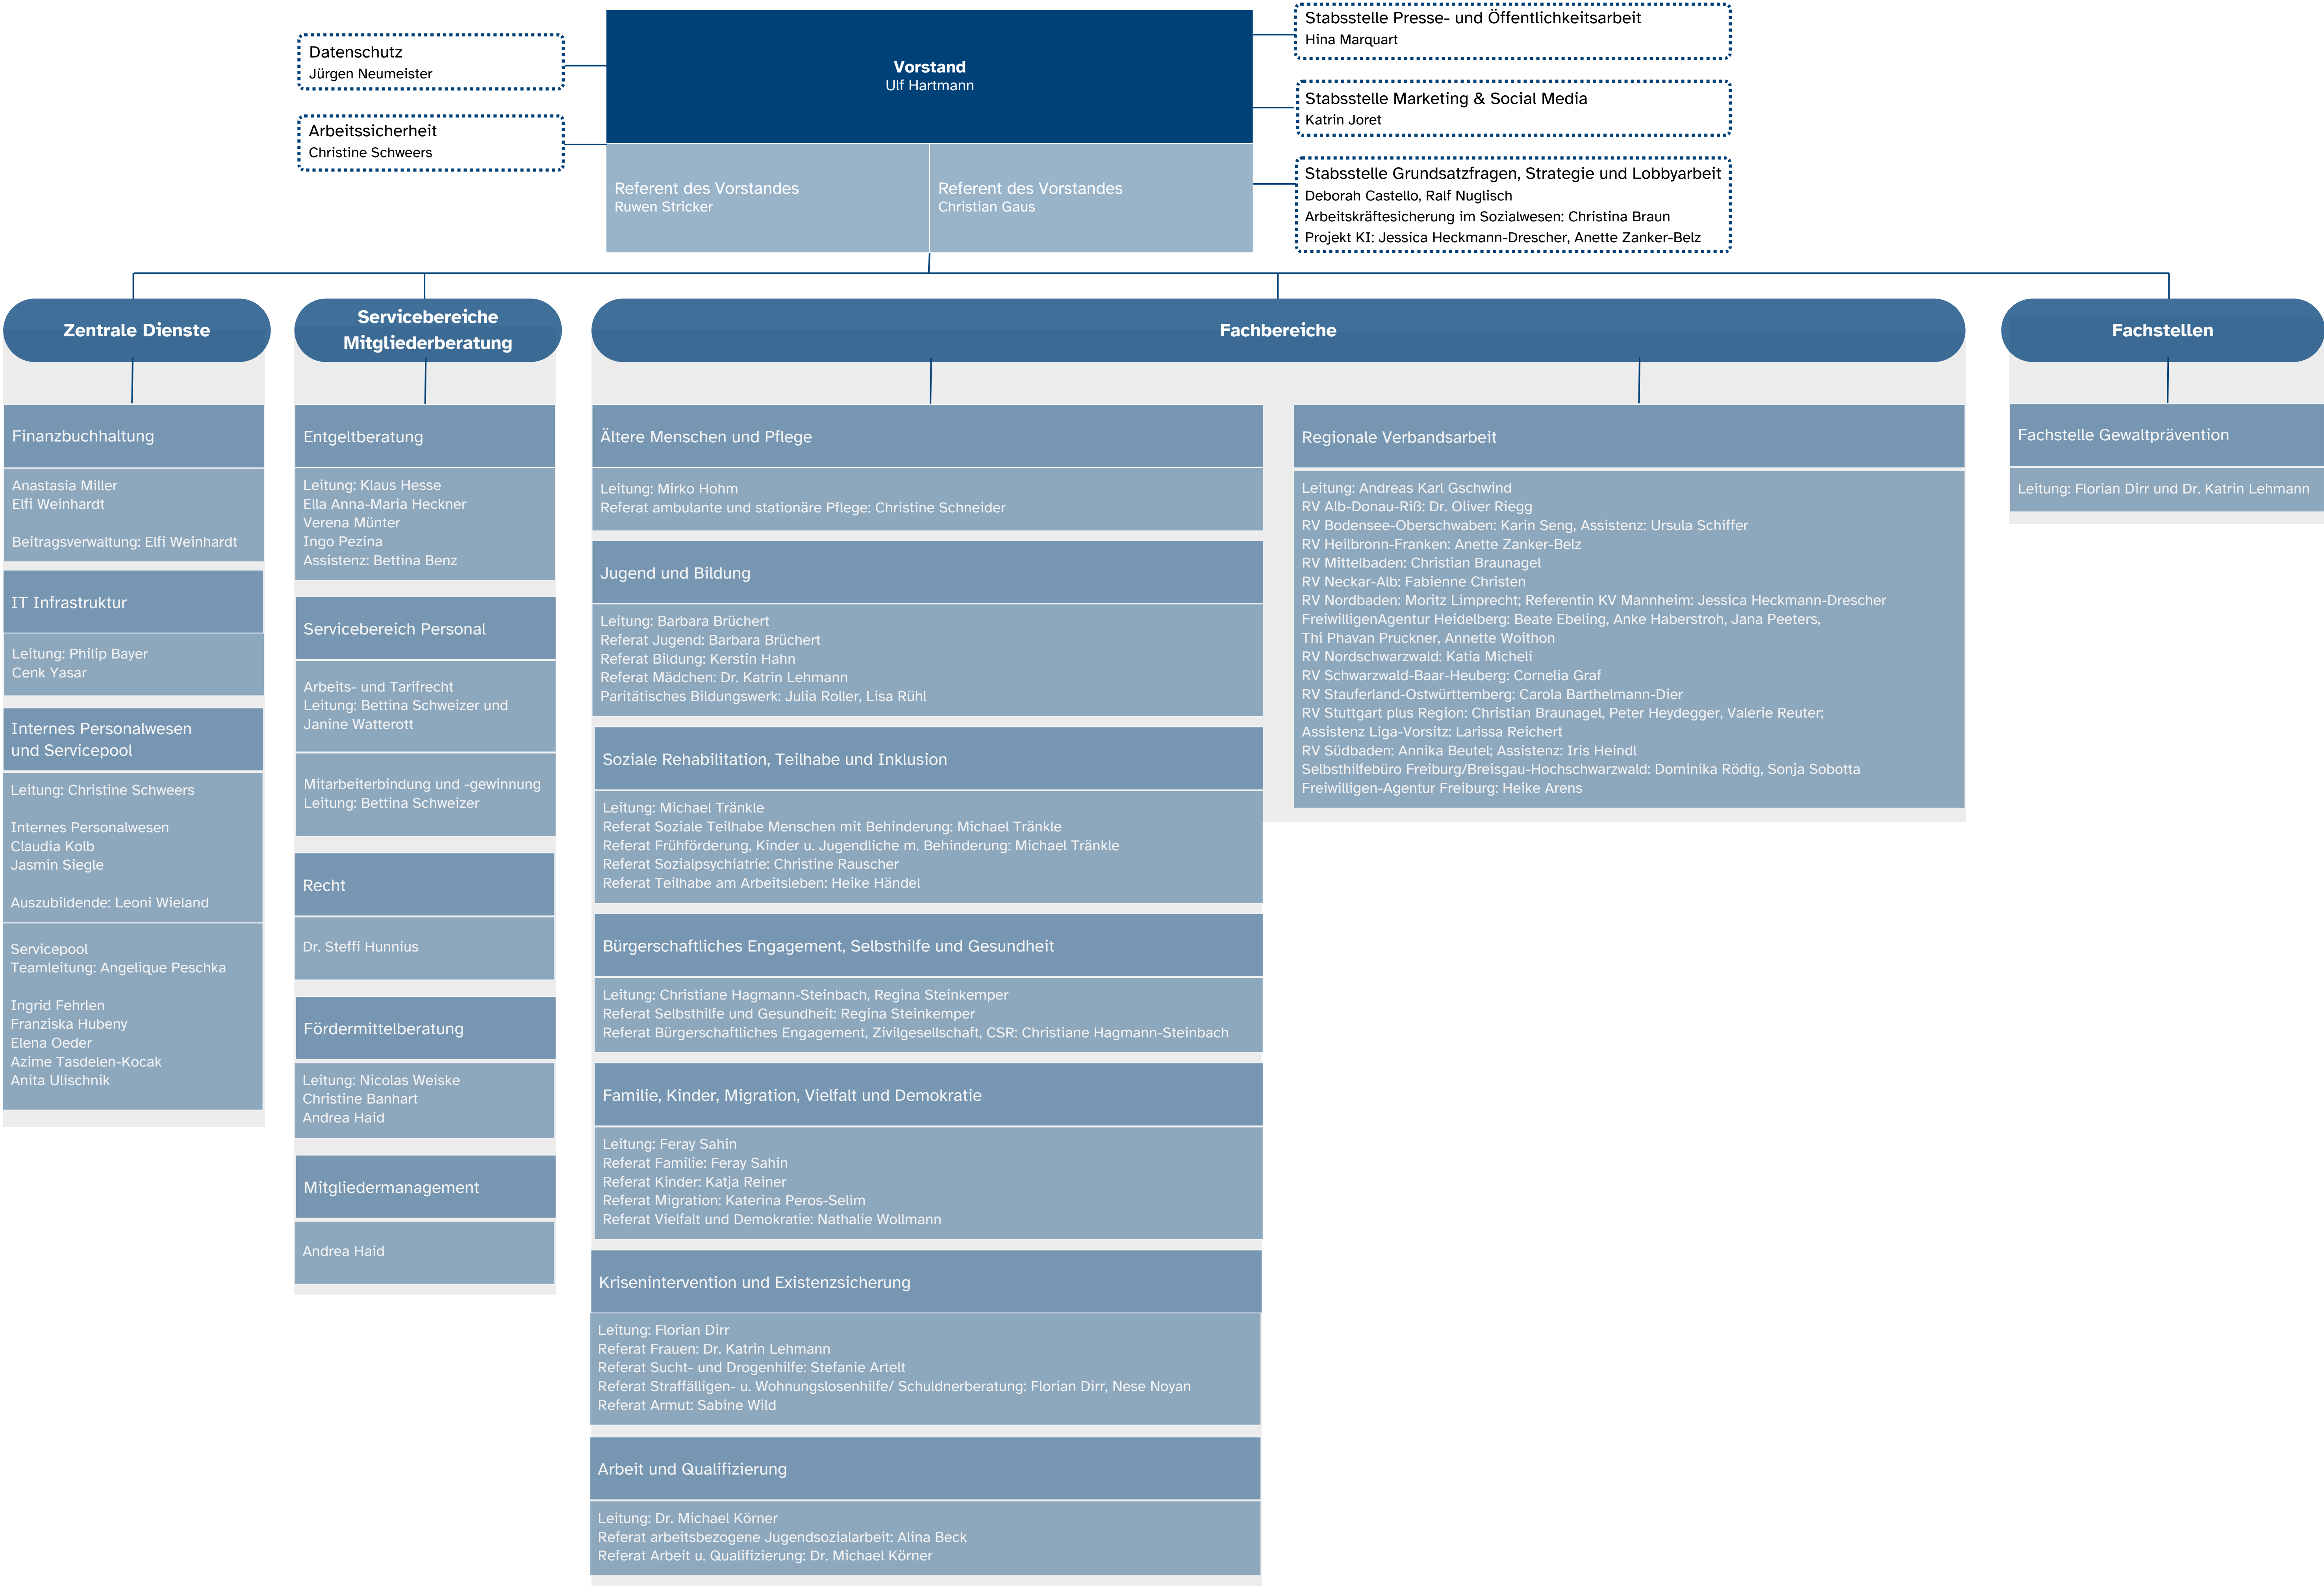 Datenschutz
Jürgen Neumeister
Arbeitssicherheit
Christine Schweers
Vorstand
Ulf Hartmann
Referent des Vorstandes
Ruwen Stricker
Referent des Vorstandes
Christian Gaus
Stabsstelle Presse- und Öffentlichkeitsarbeit
Hina Marquart
Stabsstelle Marketing & Social Media
Katrin Joret
Stabsstelle Grundsatzfragen, Strategie und Lobbyarbeit
Deborah Castello, Ralf Nuglisch
Arbeitskräftesicherung im Sozialwesen: Christina Braun
Projekt KI: Jessica Heckmann-Drescher, Anette Zanker-Belz
Zentrale Dienste
Finanzbuchhaltung
Anastasia Miller
Elfi Weinhardt
Beitragsverwaltung: Elfi Weinhardt
IT Infrastruktur
Leitung: Philip Bayer
Cenk Yasar
Internes Personalwesen
und Servicepool
Leitung: Christine Schweers
Internes Personalwesen
Claudia Kolb
Jasmin Siegle
Auszubildende: Leoni Wieland
Servicepool
Teamleitung: Angelique Peschka
Ingrid Fehrlen
Franziska Hubeny
Elena Oeder
Azime Tasdelen-Kocak
Anita Ulischnik
Servicebereiche
Mitgliederberatung
Entgeltberatung
Leitung: Klaus Hesse
Ella Anna-Maria Heckner
Verena Münter
Ingo Pezina
Assistenz: Bettina Benz
Servicebereich Personal
Arbeits- und Tarifrecht
Leitung: Bettina Schweizer und
Janine Watterott
Mitarbeiterbindung und -gewinnung
Leitung: Bettina Schweizer
Recht
Dr. Steffi Hunnius
Fördermittelberatung
Leitung: Nicolas Weiske
Christine Banhart
Andrea Haid
Mitgliedermanagement
Andrea Haid
Fachbereiche
Ältere Menschen und Pflege
Leitung: Mirko Hohm
Referat ambulante und stationäre Pflege: Christine Schneider
Jugend und Bildung
Leitung: Barbara Brüchert
Referat Jugend: Barbara Brüchert
Referat Bildung: Kerstin Hahn
Referat Mädchen: Dr. Katrin Lehmann
Paritätisches Bildungswerk: Julia Roller, Lisa Rühl
Soziale Rehabilitation, Teilhabe und Inklusion
Leitung: Michael Tränkle
Referat Soziale Teilhabe Menschen mit Behinderung: Michael Tränkle
Referat Frühförderung, Kinder u. Jugendliche m. Behinderung: Michael Tränkle
Referat Sozialpsychiatrie: Christine Rauscher
Referat Teilhabe am Arbeitsleben: Heike Händel
Bürgerschaftliches Engagement, Selbsthilfe und Gesundheit
Leitung: Christiane Hagmann-Steinbach, Regina Steinkemper
Referat Selbsthilfe und Gesundheit: Regina Steinkemper
Referat Bürgerschaftliches Engagement, Zivilgesellschaft, CSR: Christiane Hagmann-Steinbach
Familie, Kinder, Migration, Vielfalt und Demokratie
Leitung: Feray Sahin
Referat Familie: Feray Sahin
Referat Kinder: Katja Reiner
Referat Migration: Katerina Peros-Selim
Referat Vielfalt und Demokratie: Nathalie Wollmann
Krisenintervention und Existenzsicherung
Leitung: Florian Dirr
Referat Frauen: Dr. Katrin Lehmann
Referat Sucht- und Drogenhilfe: Stefanie Artelt
Referat Straffälligen- u. Wohnungslosenhilfe/ Schuldnerberatung: Florian Dirr, Nese Noyan
Referat Armut: Sabine Wild
Arbeit und Qualifizierung
Leitung: Dr. Michael Körner
Referat arbeitsbezogene Jugendsozialarbeit: Alina Beck
Referat Arbeit u. Qualifizierung: Dr. Michael Körner
Regionale Verbandsarbeit
Leitung: Andreas Karl Gschwind
RV Alb-Donau-Riß: Dr. Oliver Riegg
RV Bodensee-Oberschwaben: Karin Seng, Assistenz: Ursula Schiffer
RV Heilbronn-Franken: Anette Zanker-Belz
RV Mittelbaden: Christian Braunagel
RV Neckar-Alb: Fabienne Christen
RV Nordbaden: Moritz Limprecht; Referentin KV Mannheim: Jessica Heckmann-Drescher
FreiwilligenAgentur Heidelberg: Beate Ebeling, Anke Haberstroh, Jana Peeters,
Thi Phavan Pruckner, Annette Woithon
RV Nordschwarzwald: Katia Micheli
RV Schwarzwald-Baar-Heuberg: Cornelia Graf
RV Stauferland-Ostwürttemberg: Carola Barthelmann-Dier
RV Stuttgart plus Region: Christian Braunagel, Peter Heydegger, Valerie Reuter;
Assistenz Liga-Vorsitz: Larissa Reichert
RV Südbaden: Annika Beutel; Assistenz: Iris Heindl
Selbsthilfebüro Freiburg/Breisgau-Hochschwarzwald: Dominika Rödig, Sonja Sobotta
Freiwilligen-Agentur Freiburg: Heike Arens
Fachstellen
Fachstelle Gewaltprävention
Leitung: Florian Dirr und Dr. Katrin Lehmann